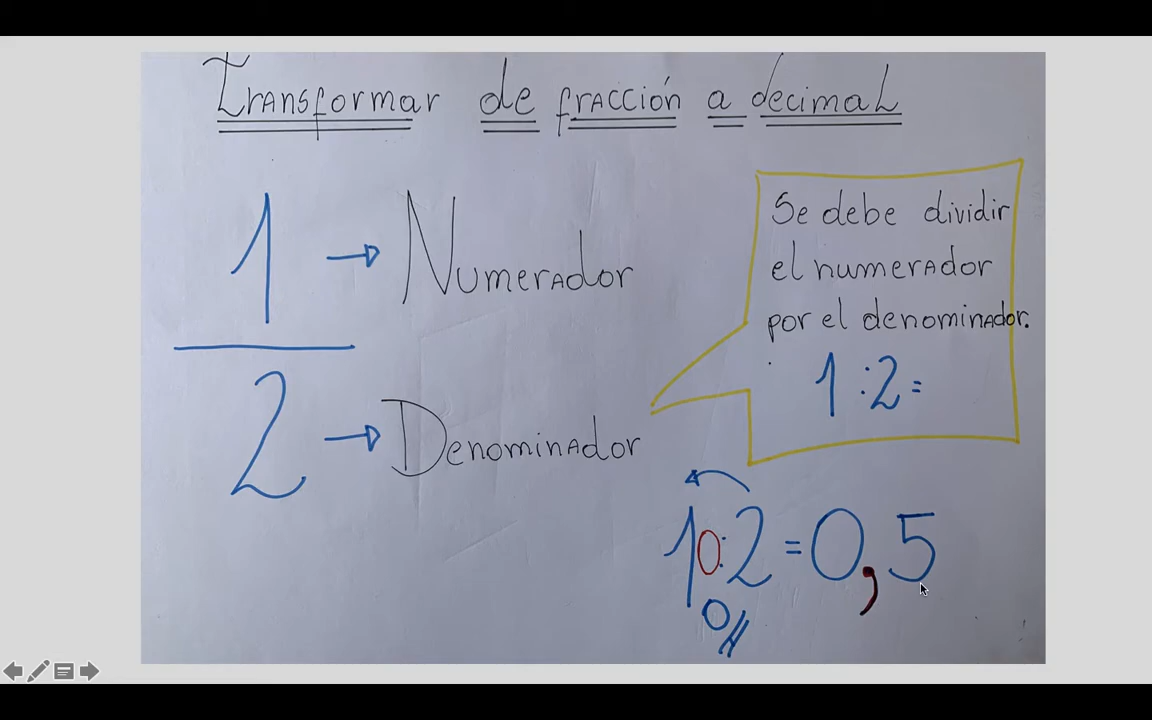 Transformar de fracción a decimal
1 → Numerador
2 → Denominador
Se debe dividir
el numerador
por el denominador.
1:2=
10:2=0,5
0//